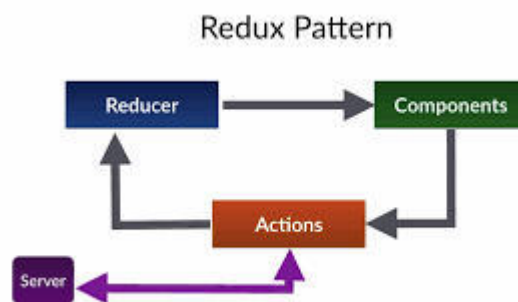 Redux Pattern
Reducer
Components
Actions
Server